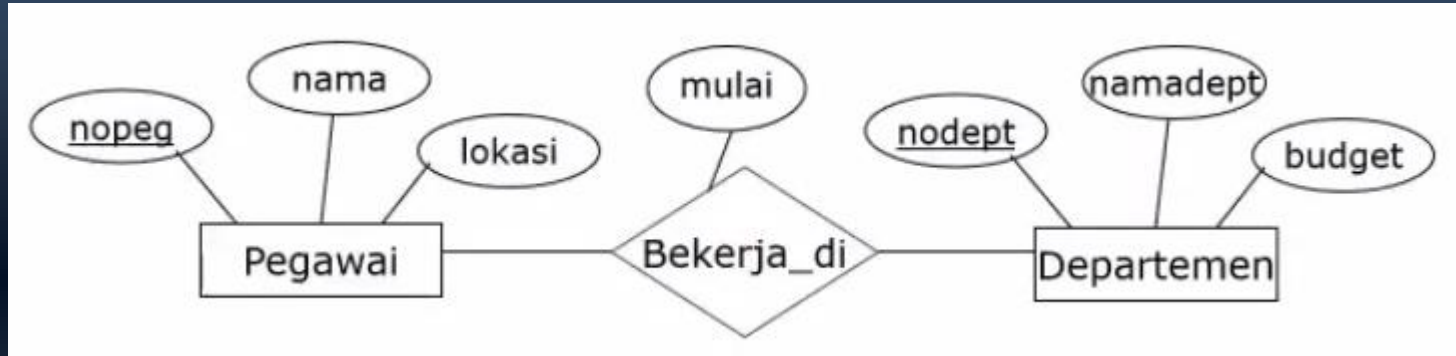 nama
mulai
namadept
nopeg
nodept
lokasi
budget
Pegawai
Bekerja_di
Departemen